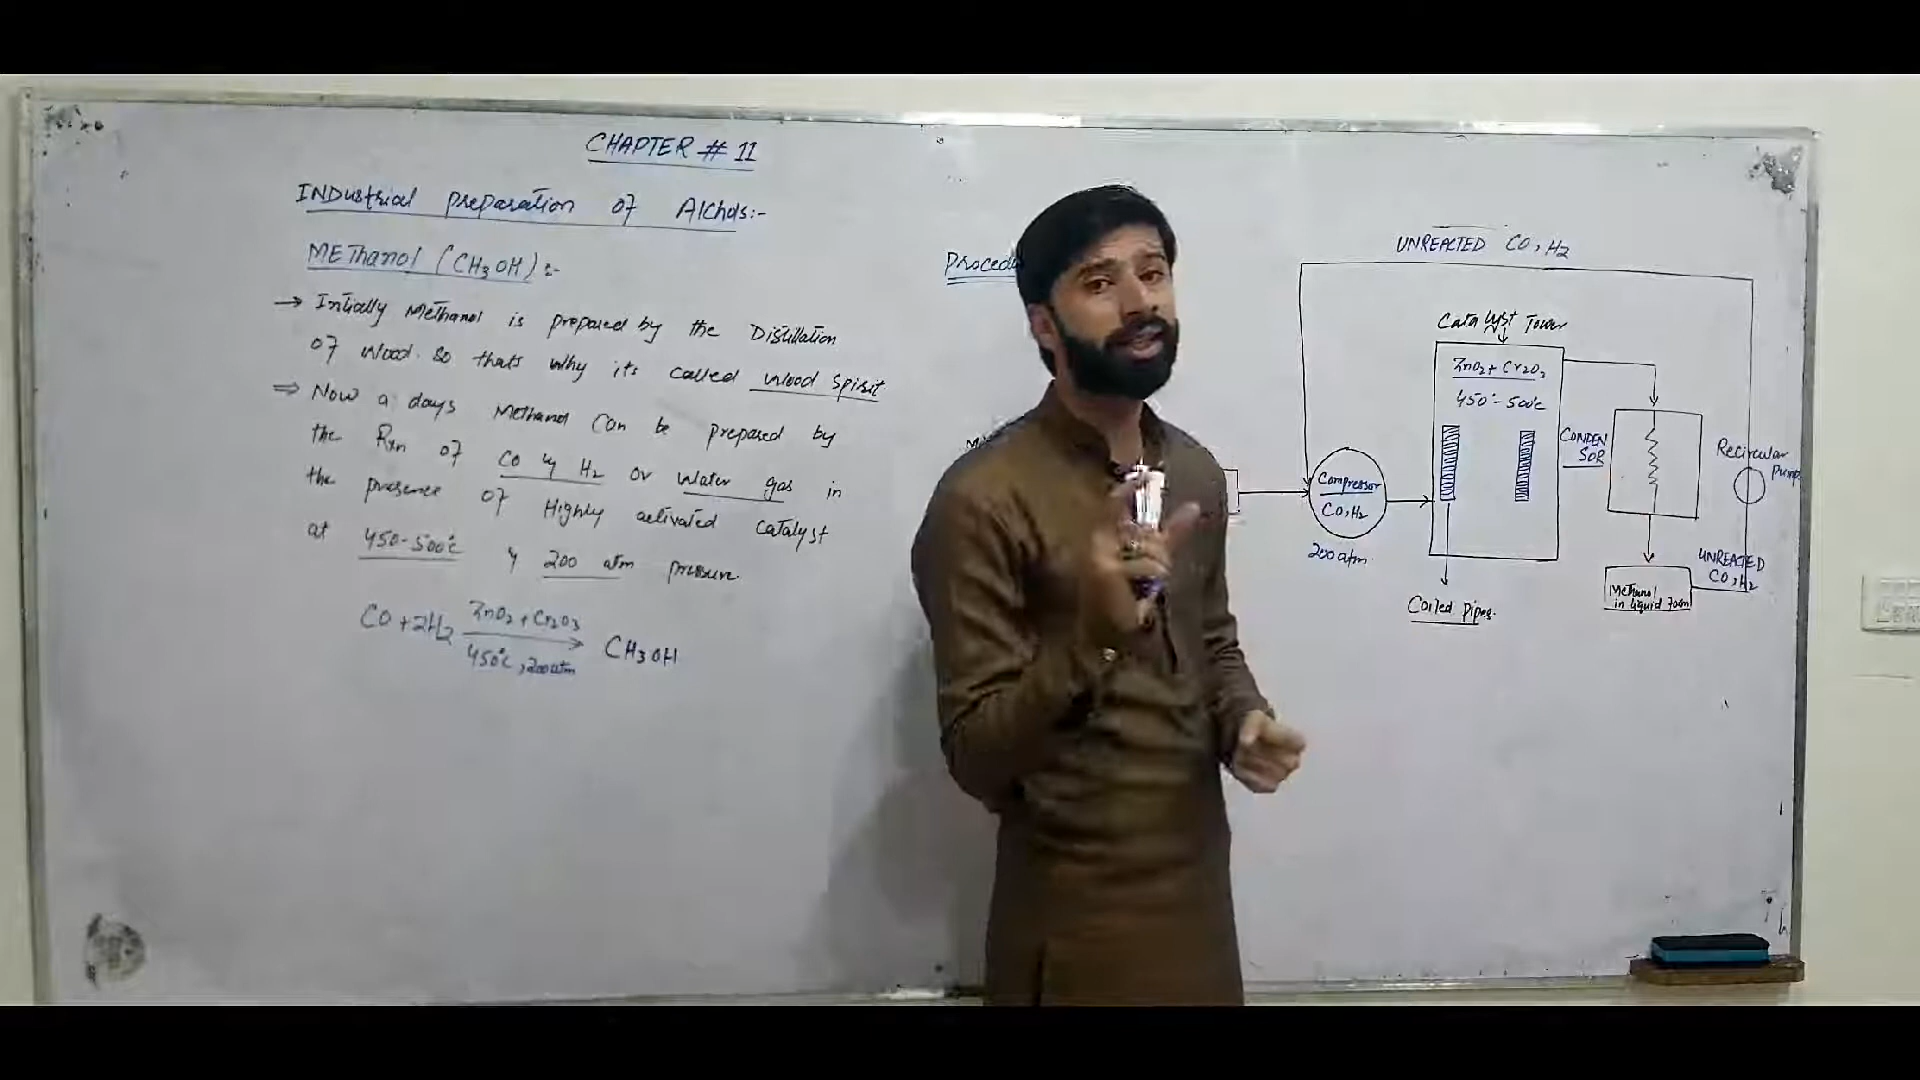 CHAPTER # 11
INDustrial preparation of Alchols:-
METhanol (CH3OH):-
→ Initially Methanol is prepared by the Distillation
of wood. so thats why its called wood spirit
⇒ Now a days Methanol can be prepared by
the Rxn of CO & H2 or water gas in
the presence of Highly activated catalyst
at 450-500°C & 200 atm pressure.
CO + 2H2 → CH3OH
ZnO2 + Cr2O3
450°C, 200atm
UNREACTED CO, H2
Catalyst Tower
ZnO2 + Cr2O3
450°- 500°C
Compressor
CO, H2
200 atm
CONDEN
SOR
Recircular
Pump
UNREACTED
CO, H2
Methanol
in liquid Form
Coiled Pipes.